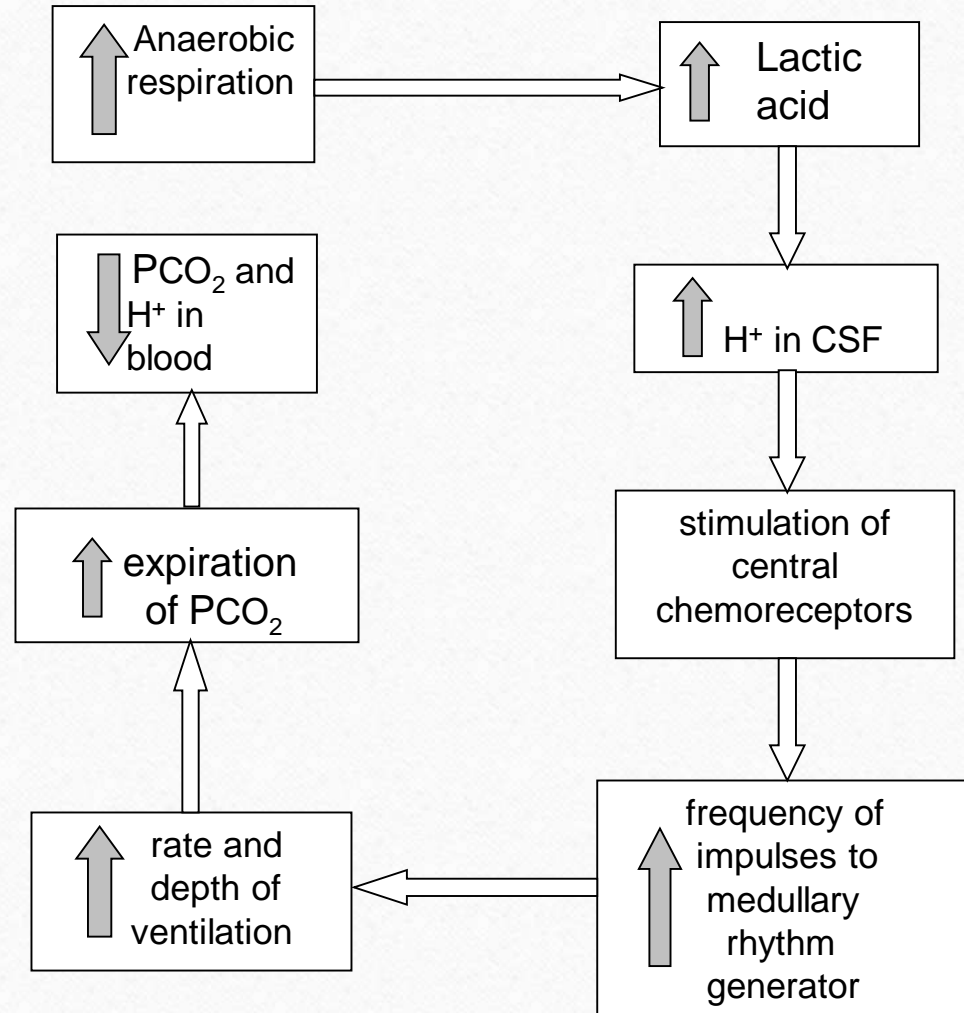 Anaerobic
respiration
Lactic
acid
H⁺ in CSF
stimulation of
central
chemoreceptors
frequency of
impulses to
medullary
rhythm
generator
rate and
depth of
ventilation
expiration
of PCO₂
PCO₂ and
H⁺ in
blood